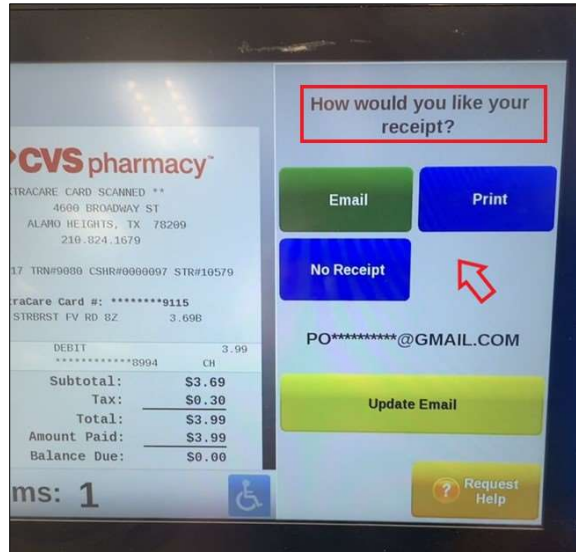 CVS pharmacy
TRACARE CARD SCANNED **
4600 BROADWAY ST
ALAMO HEIGHTS, TX 78209
210.824.1679
17 TRN#9080 CSHR#0000097 STR#10579
raCare Card #: ********9115
STRBRST FV RD 8Z 3.69B
DEBIT 3.99
************8994 CH
Subtotal: $3.69
Tax: $0.30
Total: $3.99
Amount Paid: $3.99
Balance Due: $0.00
ms: 1
How would you like your
receipt?
Email
Print
No Receipt
PO**********@GMAIL.COM
Update Email
? Request
Help